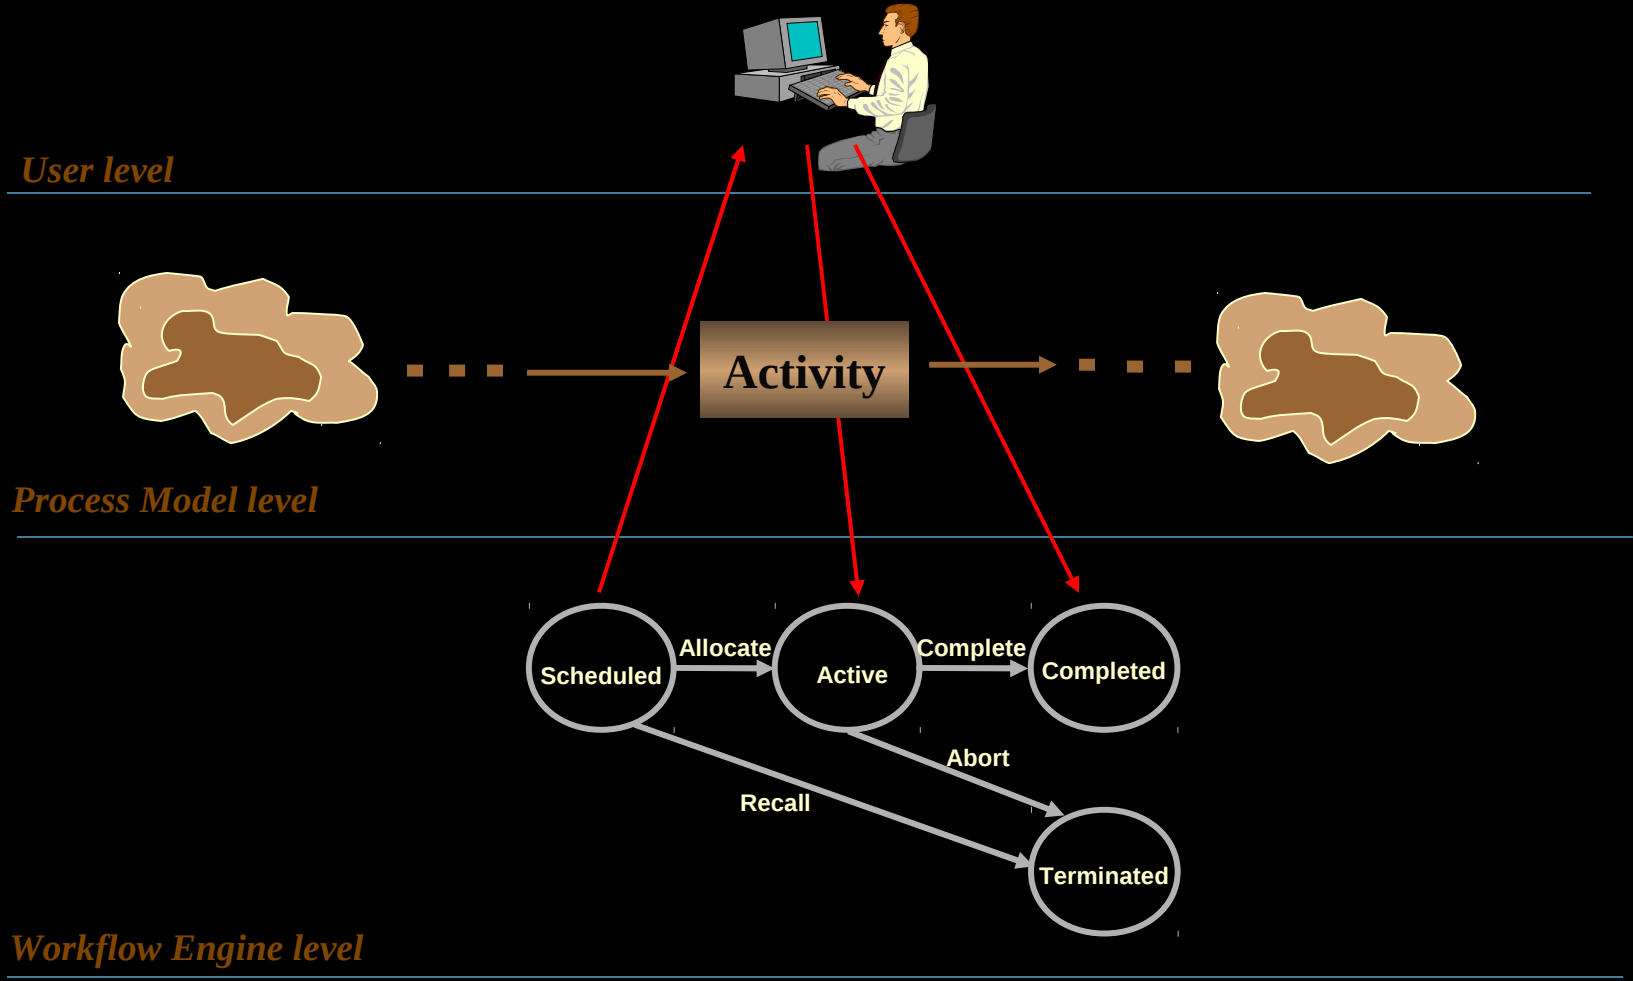 User level
Activity
Process Model level
Allocate
Complete
Scheduled
Active
Completed
Abort
Recall
Terminated
Workflow Engine level